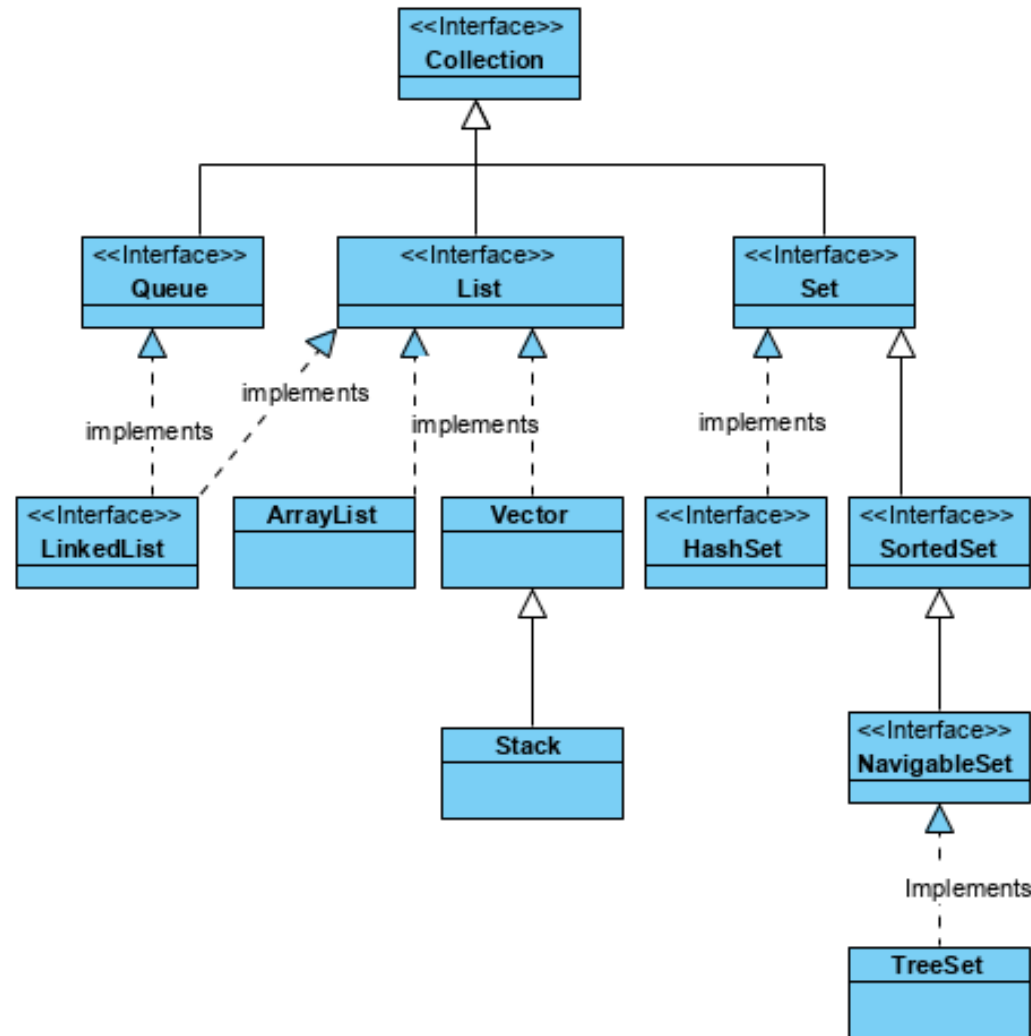 <<Interface>>
Collection
<<Interface>>
Queue
<<Interface>>
List
<<Interface>>
Set
implements
implements
implements
implements
<<Interface>>
LinkedList
ArrayList
Vector
<<Interface>>
HashSet
<<Interface>>
SortedSet
Stack
<<Interface>>
NavigableSet
Implements
TreeSet